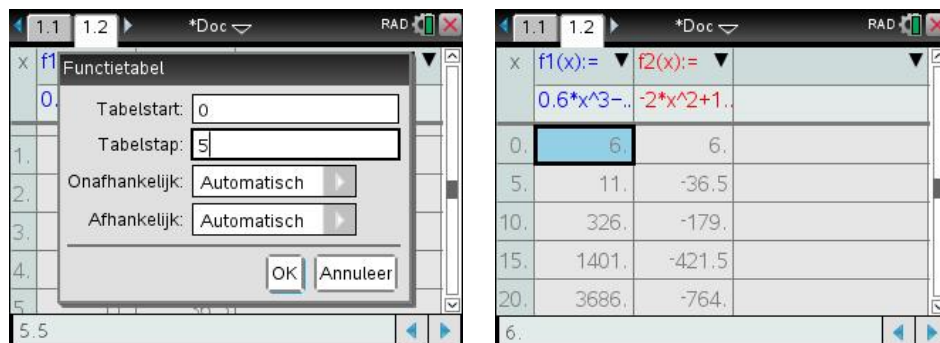 1.1 1.2 *Doc RAD
x f1
0.
Functietabel
Tabelstart: 0
Tabelstap: 5
Onafhankelijk: Automatisch
Afhankelijk: Automatisch
OK Annuleer
1.
2.
3.
4.
5.5
1.1 1.2 *Doc RAD
x f1(x):= f2(x):=
0.6*x^3-.. -2*x^2+1..
0. 6. 6.
5. 11. -36.5
10. 326. -179.
15. 1401. -421.5
20. 3686. -764.
6.